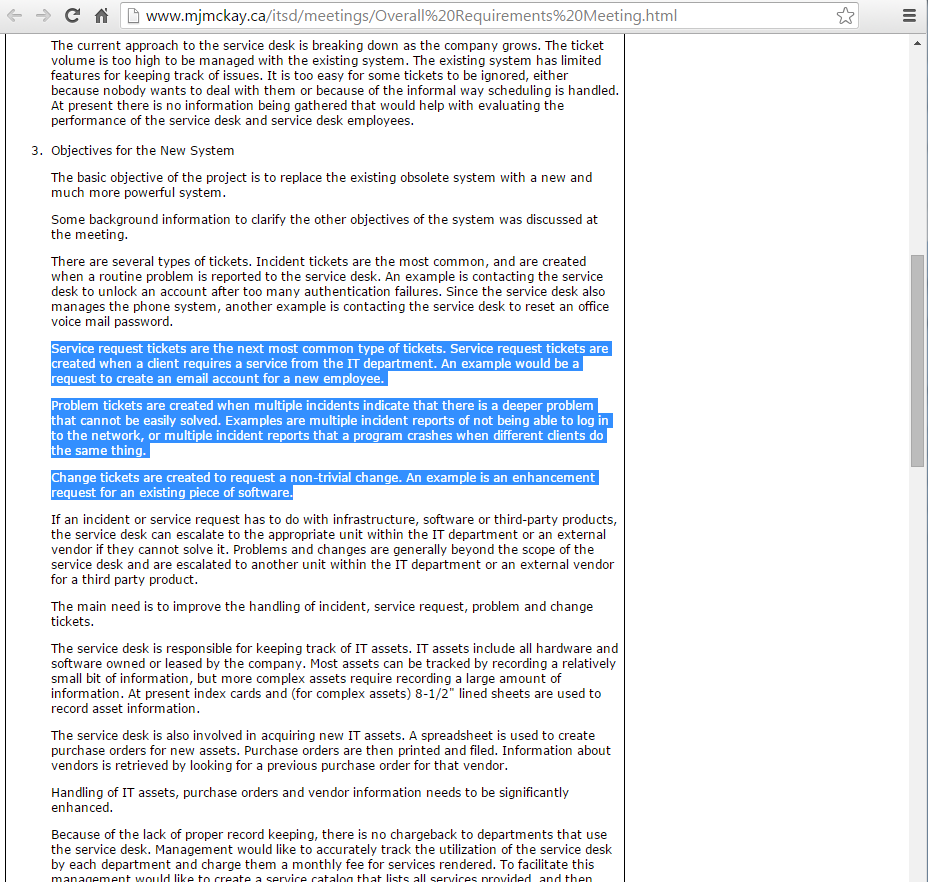 www.mjmckay.ca/itsd/meetings/Overall%20Requirements%20Meeting.html
The current approach to the service desk is breaking down as the company grows. The ticket
volume is too high to be managed with the existing system. The existing system has limited
features for keeping track of issues. It is too easy for some tickets to be ignored, either
because nobody wants to deal with them or because of the informal way scheduling is handled.
At present there is no information being gathered that would help with evaluating the
performance of the service desk and service desk employees.
3. Objectives for the New System
The basic objective of the project is to replace the existing obsolete system with a new and
much more powerful system.
Some background information to clarify the other objectives of the system was discussed at
the meeting.
There are several types of tickets. Incident tickets are the most common, and are created
when a routine problem is reported to the service desk. An example is contacting the service
desk to unlock an account after too many authentication failures. Since the service desk also
manages the phone system, another example is contacting the service desk to reset an office
voice mail password.
Service request tickets are the next most common type of tickets. Service request tickets are
created when a client requires a service from the IT department. An example would be a
request to create an email account for a new employee.
Problem tickets are created when multiple incidents indicate that there is a deeper problem
that cannot be easily solved. Examples are multiple incident reports of not being able to log in
to the network, or multiple incident reports that a program crashes when different clients do
the same thing.
Change tickets are created to request a non-trivial change. An example is an enhancement
request for an existing piece of software.
If an incident or service request has to do with infrastructure, software or third-party products,
the service desk can escalate to the appropriate unit within the IT department or an external
vendor if they cannot solve it. Problems and changes are generally beyond the scope of the
service desk and are escalated to another unit within the IT department or an external vendor
for a third party product.
The main need is to improve the handling of incident, service request, problem and change
tickets.
The service desk is responsible for keeping track of IT assets. IT assets include all hardware and
software owned or leased by the company. Most assets can be tracked by recording a relatively
small bit of information, but more complex assets require recording a large amount of
information. At present index cards and (for complex assets) 8-1/2" lined sheets are used to
record asset information.
The service desk is also involved in acquiring new IT assets. A spreadsheet is used to create
purchase orders for new assets. Purchase orders are then printed and filed. Information about
vendors is retrieved by looking for a previous purchase order for that vendor.
Handling of IT assets, purchase orders and vendor information needs to be significantly
enhanced.
Because of the lack of proper record keeping, there is no chargeback to departments that use
the service desk. Management would like to accurately track the utilization of the service desk
by each department and charge them a monthly fee for services rendered. To facilitate this
management would like to create a service catalog that lists all services provided, and then